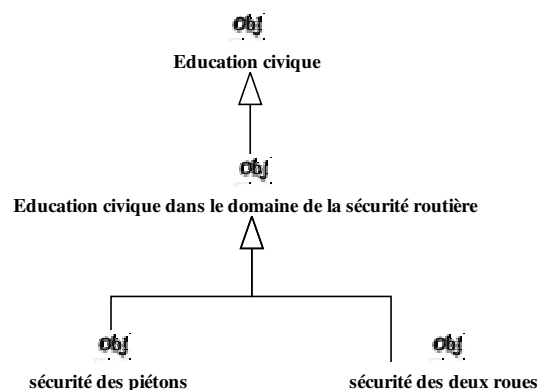 Obj
Education civique
Obj
Education civique dans le domaine de la sécurité routière
Obj
Obj
sécurité des piétons
sécurité des deux roues